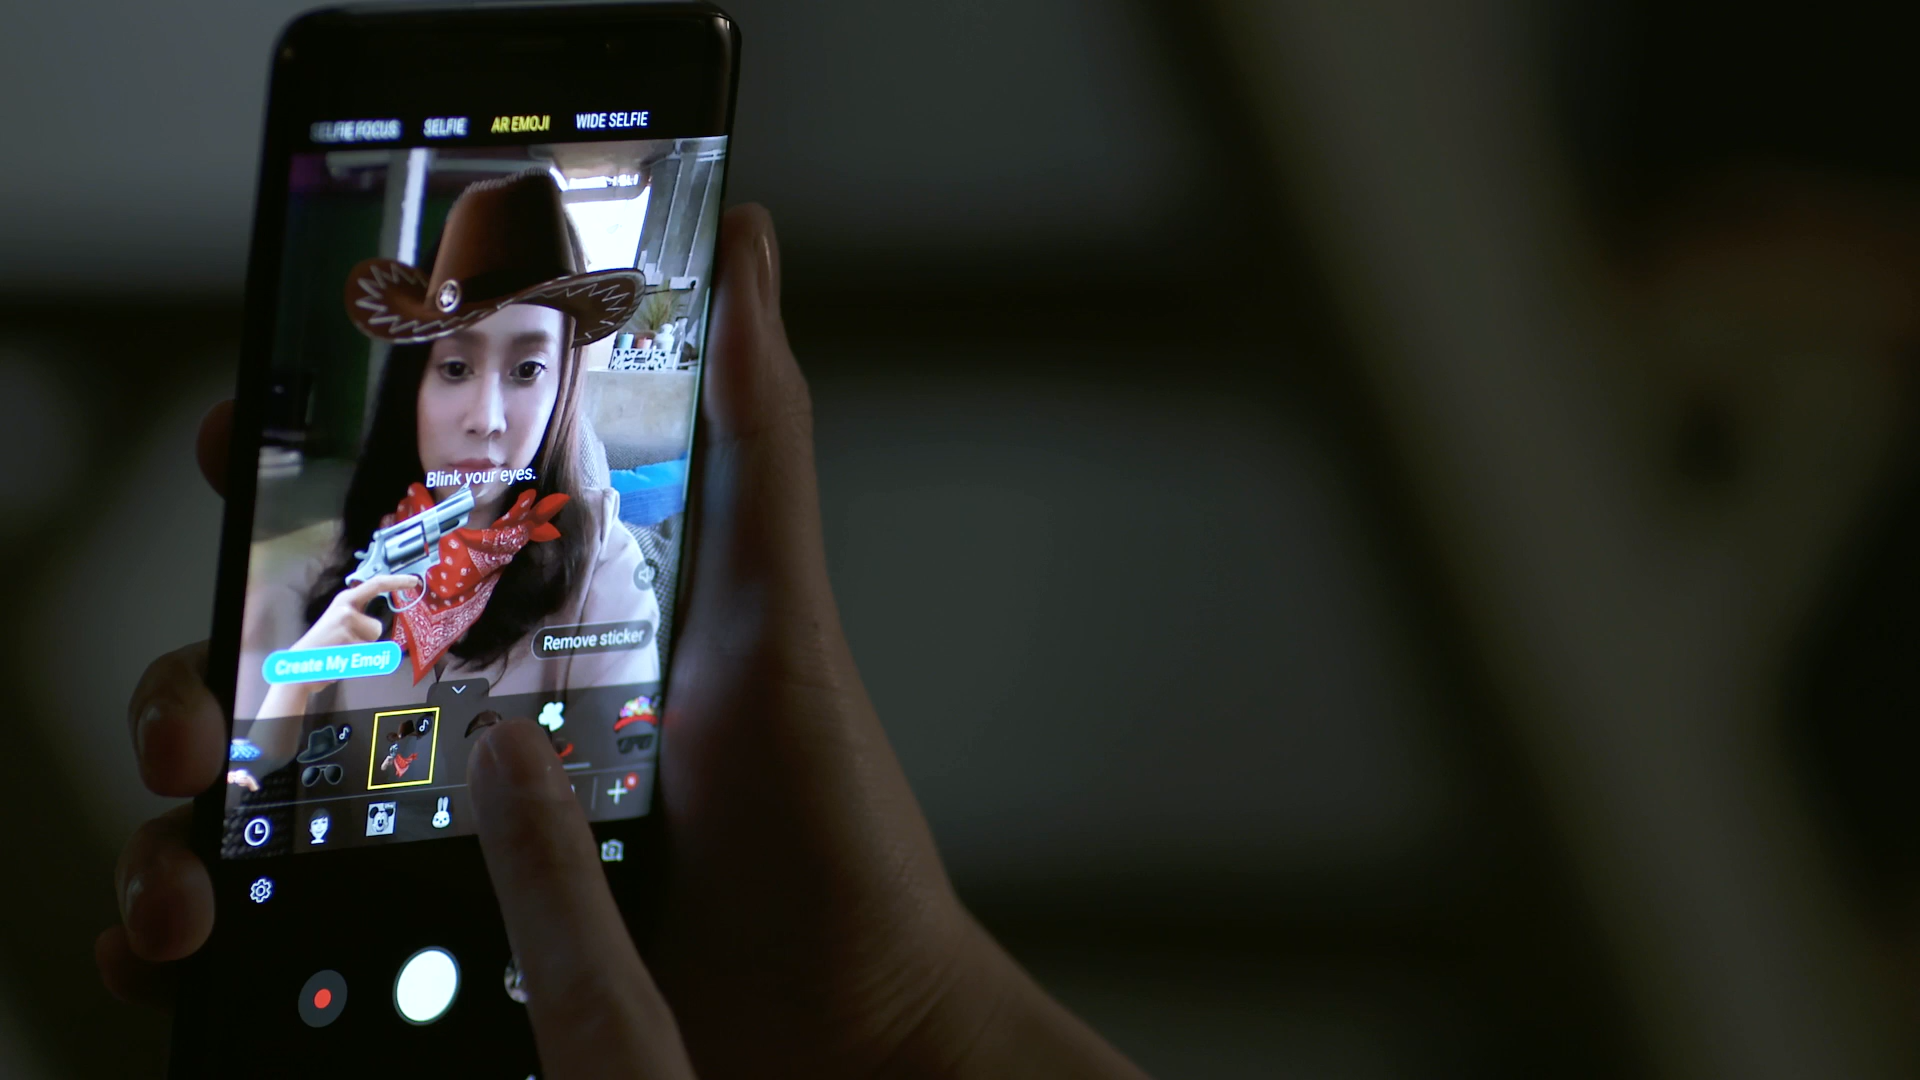 SELFIE FOCUS SELFIE AR EMOJI WIDE SELFIE
Blink your eyes.
Remove sticker
Create My Emoji